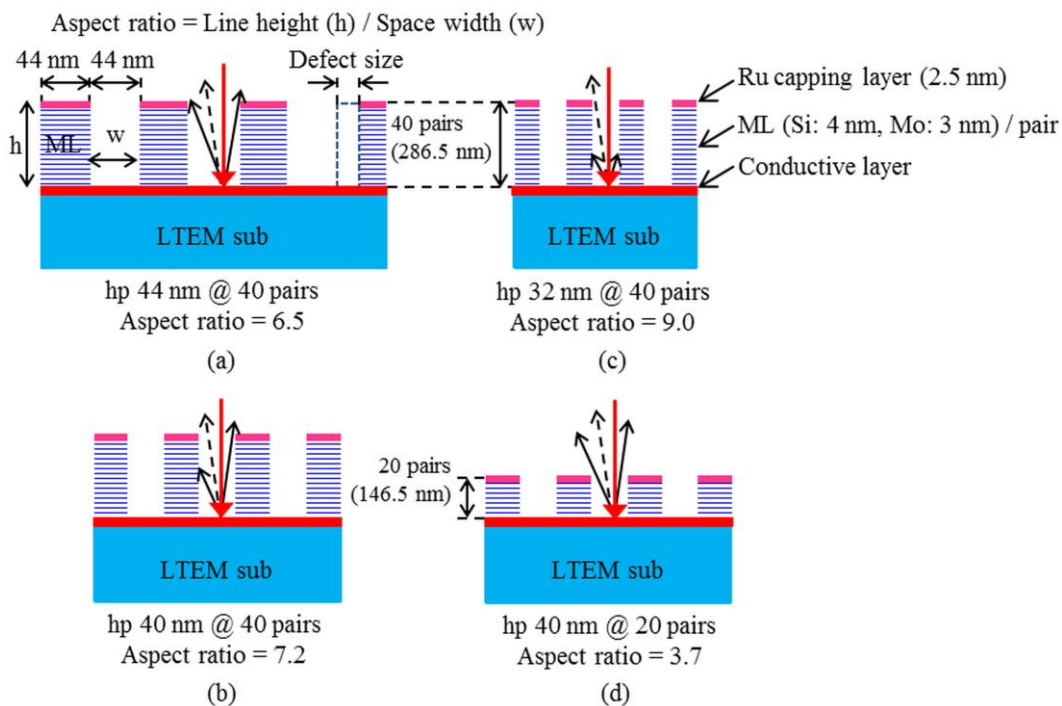 Aspect ratio = Line height (h) / Space width (w)
44 nm 44 nm
Defect size
h
ML
w
40 pairs
(286.5 nm)
Ru capping layer (2.5 nm)
ML (Si: 4 nm, Mo: 3 nm) / pair
Conductive layer
LTEM sub
hp 44 nm @ 40 pairs
Aspect ratio = 6.5
(a)
LTEM sub
hp 32 nm @ 40 pairs
Aspect ratio = 9.0
(c)
LTEM sub
hp 40 nm @ 40 pairs
Aspect ratio = 7.2
(b)
20 pairs
(146.5 nm)
LTEM sub
hp 40 nm @ 20 pairs
Aspect ratio = 3.7
(d)